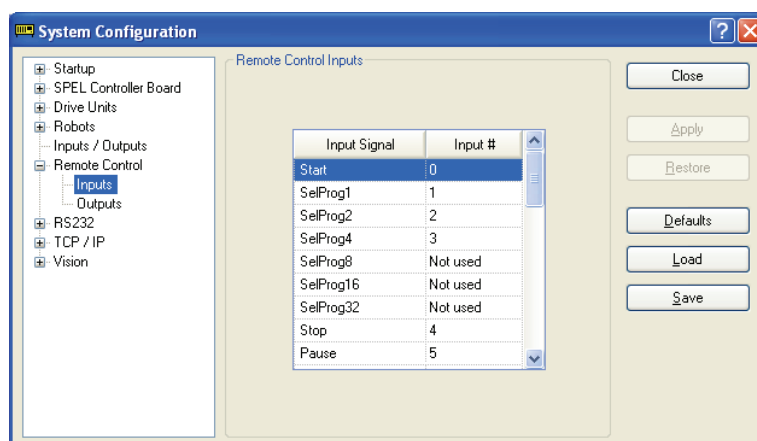 System Configuration
Startup
SPEL Controller Board
Drive Units
Robots
Inputs / Outputs
Remote Control
Inputs
Outputs
RS232
TCP / IP
Vision
Remote Control Inputs
Input Signal Input #
Start 0
SelProg1 1
SelProg2 2
SelProg4 3
SelProg8 Not used
SelProg16 Not used
SelProg32 Not used
Stop 4
Pause 5
Close
Apply
Restore
Defaults
Load
Save